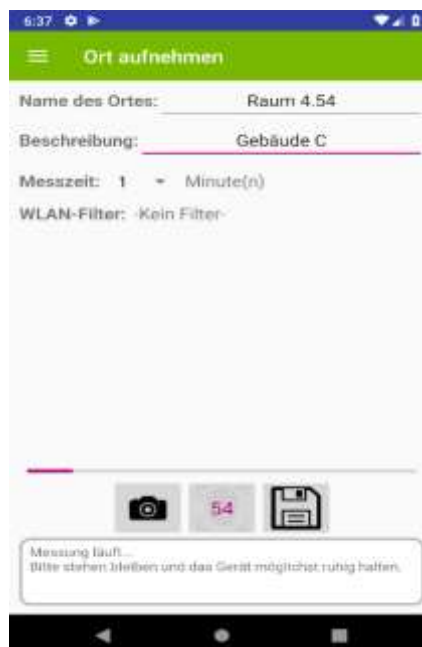 6:37
Ort aufnehmen
Name des Ortes: Raum 4.54
Beschreibung: Gebäude C
Messzeit: 1 Minute(n)
WLAN-Filter: -Kein Filter-
54
Messung läuft...
Bitte stehen bleiben und das Gerät möglichst ruhig halten.